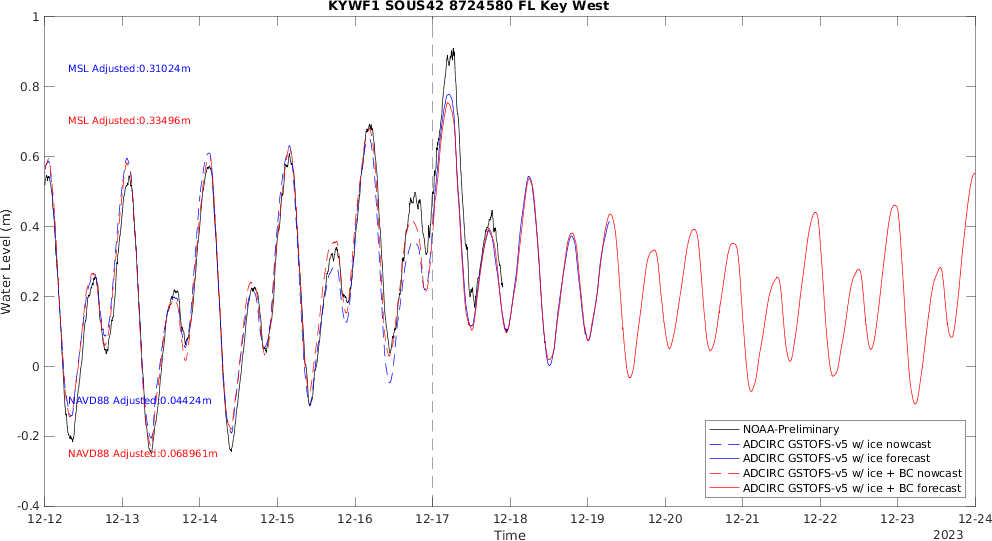 KYWF1 SOUS42 8724580 FL Key West
1
0.8
0.6
0.4
0.2
0
-0.2
-0.4
Water Level (m)
MSL Adjusted:0.31024m
MSL Adjusted:0.33496m
NAVD88 Adjusted:0.04424m
NAVD88 Adjusted:0.068961m
NOAA-Preliminary
ADCIRC GSTOFS-v5 w/ ice nowcast
ADCIRC GSTOFS-v5 w/ ice forecast
ADCIRC GSTOFS-v5 w/ ice + BC nowcast
ADCIRC GSTOFS-v5 w/ ice + BC forecast
12-12 12-13 12-14 12-15 12-16 12-17 12-18 12-19 12-20 12-21 12-22 12-23 12-24
Time
2023